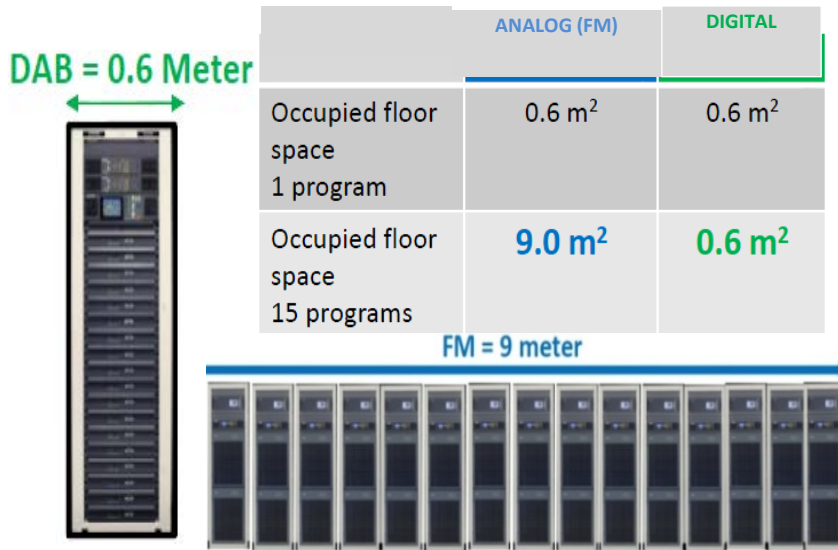 DAB = 0.6 Meter
ANALOG (FM)
DIGITAL
Occupied floor
space
1 program
0.6 m²
0.6 m²
Occupied floor
space
15 programs
9.0 m²
0.6 m²
FM = 9 meter